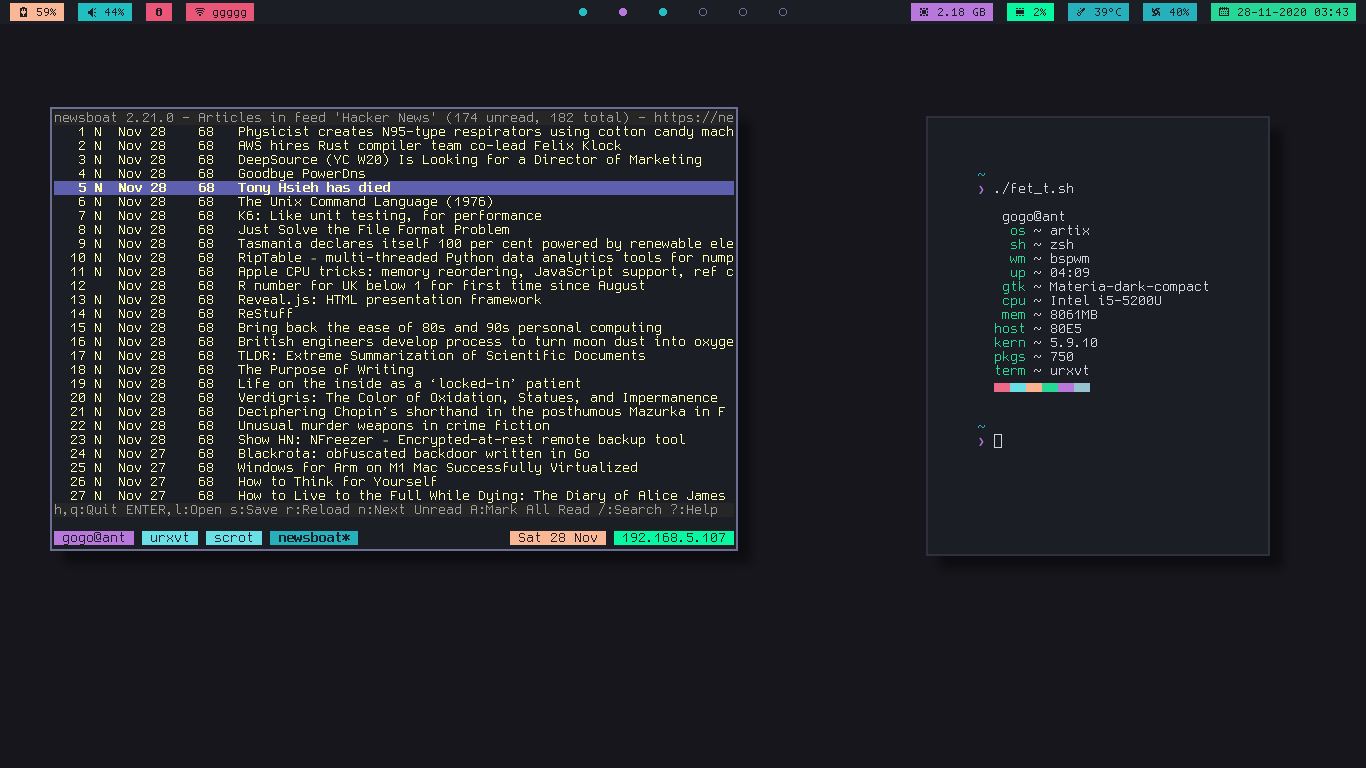 59% 44% 0 ggggg 2.18 GB 2% 39°C 40% 28-11-2020 03:43
newsboat 2.21.0 - Articles in feed 'Hacker News' (174 unread, 182 total) - https://ne
1 N Nov 28 68 Physicist creates N95-type respirators using cotton candy mach
2 N Nov 28 68 AWS hires Rust compiler team co-lead Felix Klock
3 N Nov 28 68 DeepSource (YC W20) Is Looking for a Director of Marketing
4 N Nov 28 68 Goodbye PowerDns
5 N Nov 28 68 Tony Hsieh has died
6 N Nov 28 68 The Unix Command Language (1976)
7 N Nov 28 68 K6: Like unit testing, for performance
8 N Nov 28 68 Just Solve the File Format Problem
9 N Nov 28 68 Tasmania declares itself 100 per cent powered by renewable ele
10 N Nov 28 68 RipTable - multi-threaded Python data analytics tools for nump
11 N Nov 28 68 Apple CPU tricks: memory reordering, JavaScript support, ref c
12 Nov 28 68 R number for UK below 1 for first time since August
13 N Nov 28 68 Reveal.js: HTML presentation framework
14 N Nov 28 68 ReStuff
15 N Nov 28 68 Bring back the ease of 80s and 90s personal computing
16 N Nov 28 68 British engineers develop process to turn moon dust into oxyge
17 N Nov 28 68 TLDR: Extreme Summarization of Scientific Documents
18 N Nov 28 68 The Purpose of Writing
19 N Nov 28 68 Life on the inside as a ‘locked-in’ patient
20 N Nov 28 68 Verdigris: The Color of Oxidation, Statues, and Impermanence
21 N Nov 28 68 Deciphering Chopin’s shorthand in the posthumous Mazurka in F
22 N Nov 28 68 Unusual murder weapons in crime fiction
23 N Nov 28 68 Show HN: NFreezer - Encrypted-at-rest remote backup tool
24 N Nov 27 68 Blackrota: obfuscated backdoor written in Go
25 N Nov 27 68 Windows for Arm on M1 Mac Successfully Virtualized
26 N Nov 27 68 How to Think for Yourself
27 N Nov 27 68 How to Live to the Full While Dying: The Diary of Alice James
h,q:Quit ENTER,l:Open s:Save r:Reload n:Next Unread A:Mark All Read /:Search ?:Help
gogo@ant urxvt scrot newsboat* Sat 28 Nov 192.168.5.107
~
❯ ./fet_t.sh
gogo@ant
os ~ artix
sh ~ zsh
wm ~ bspwm
up ~ 04:09
gtk ~ Materia-dark-compact
cpu ~ Intel i5-5200U
mem ~ 8061MB
host ~ 80E5
kern ~ 5.9.10
pkgs ~ 750
term ~ urxvt
~
❯